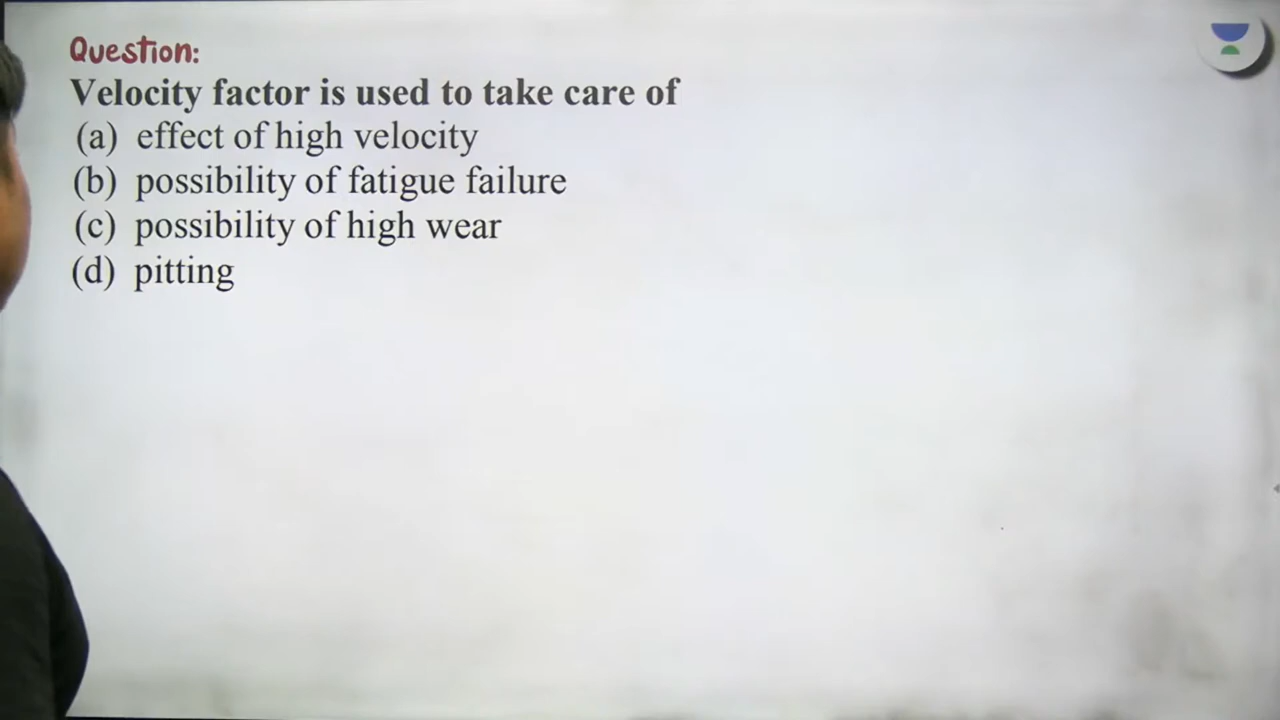 Question:
Velocity factor is used to take care of
(a) effect of high velocity
(b) possibility of fatigue failure
(c) possibility of high wear
(d) pitting